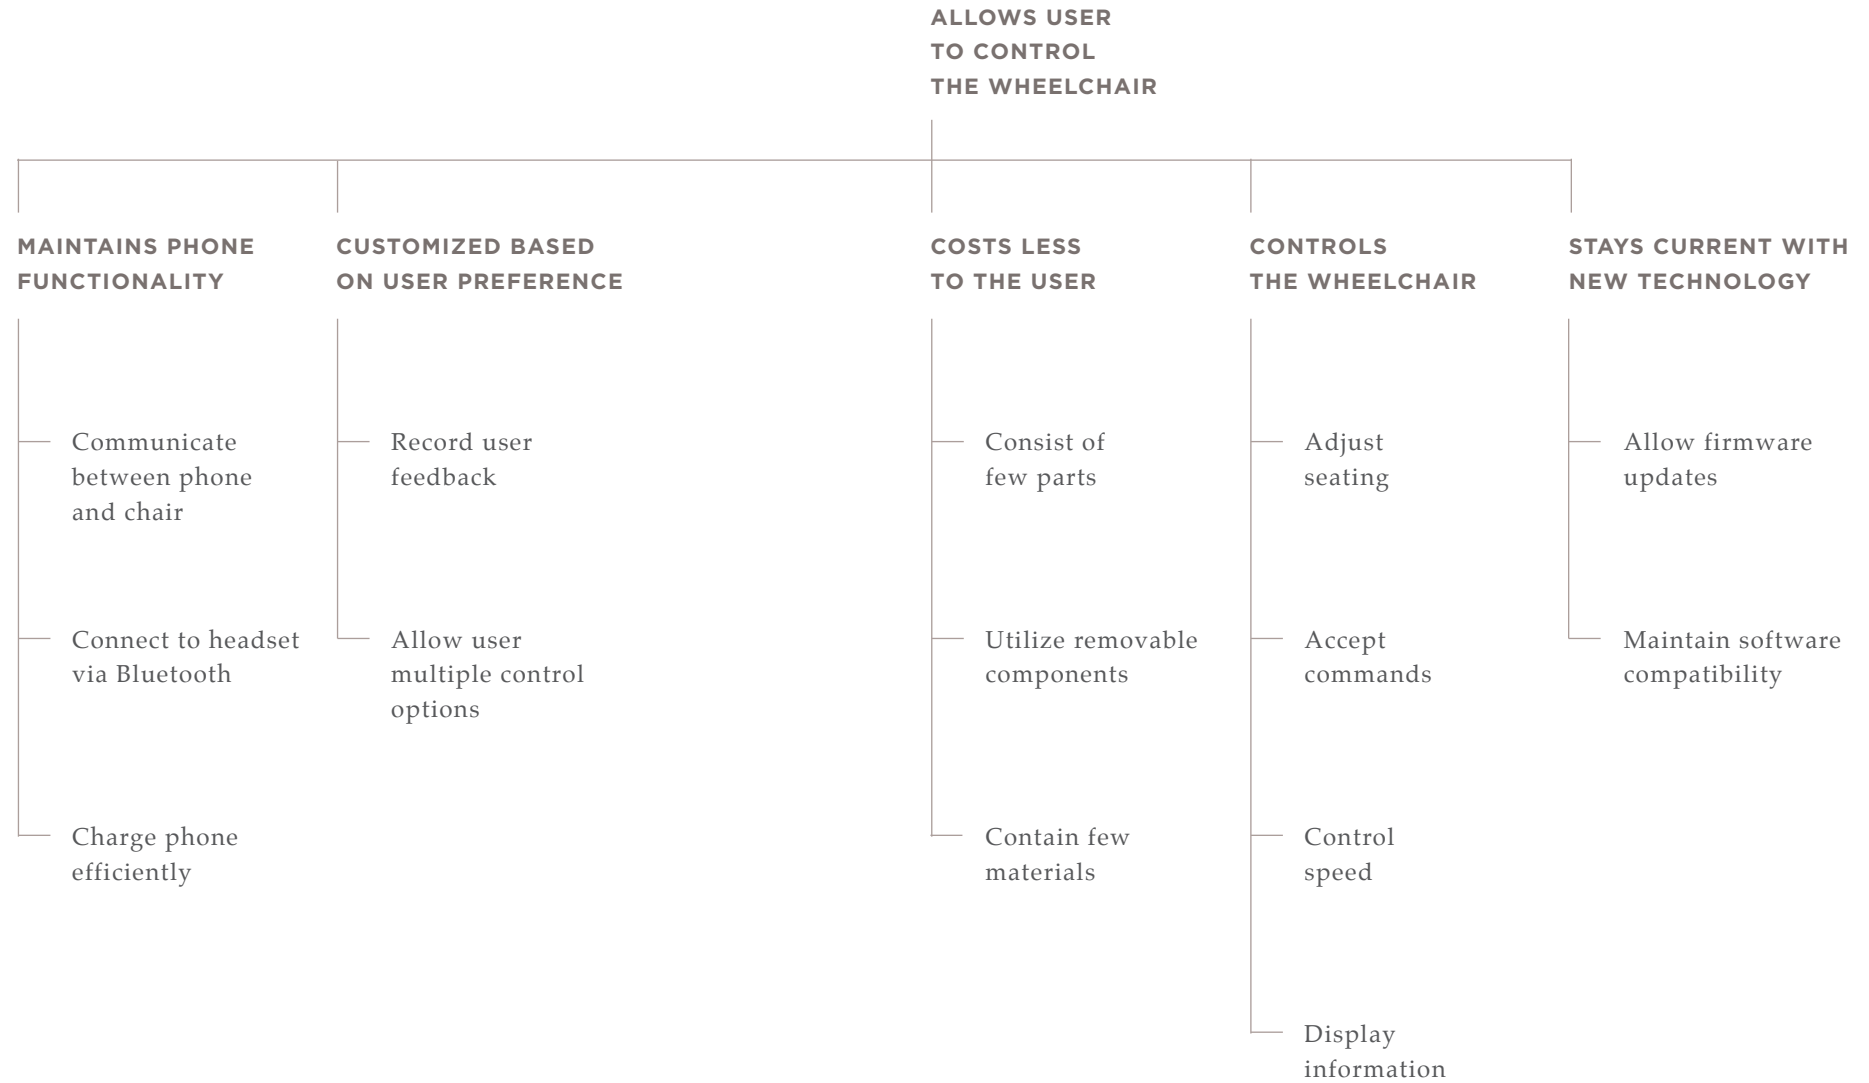 ALLOWS USER
TO CONTROL
THE WHEELCHAIR
MAINTAINS PHONE
FUNCTIONALITY
CUSTOMIZED BASED
ON USER PREFERENCE
COSTS LESS
TO THE USER
CONTROLS
THE WHEELCHAIR
STAYS CURRENT WITH
NEW TECHNOLOGY
Communicate
between phone
and chair
Connect to headset
via Bluetooth
Charge phone
efficiently
Record user
feedback
Allow user
multiple control
options
Consist of
few parts
Utilize removable
components
Contain few
materials
Adjust
seating
Accept
commands
Control
speed
Display
information
Allow firmware
updates
Maintain software
compatibility